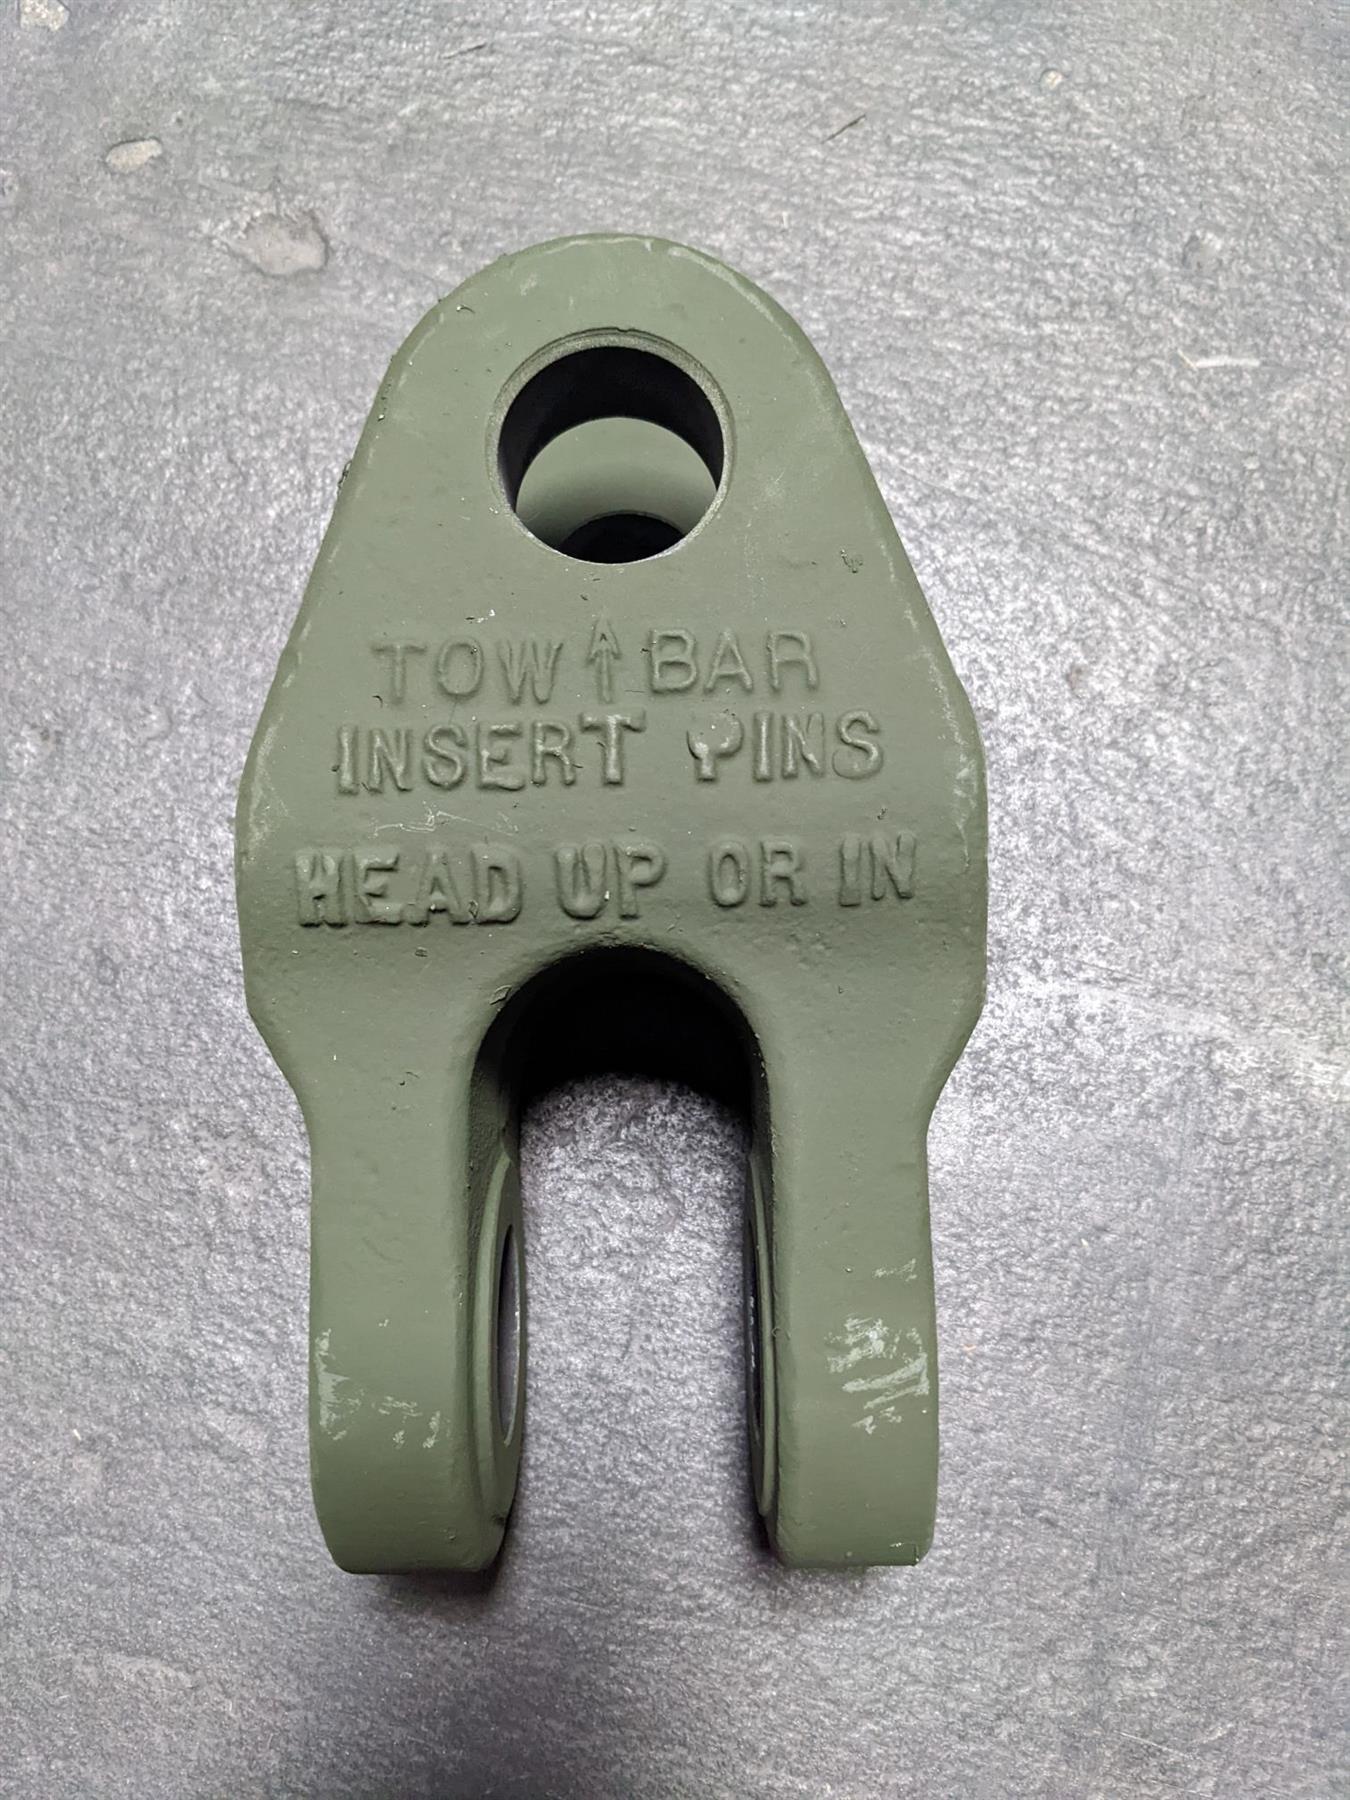 TOW ↑ BAR
INSERT PINS
HEAD UP OR IN